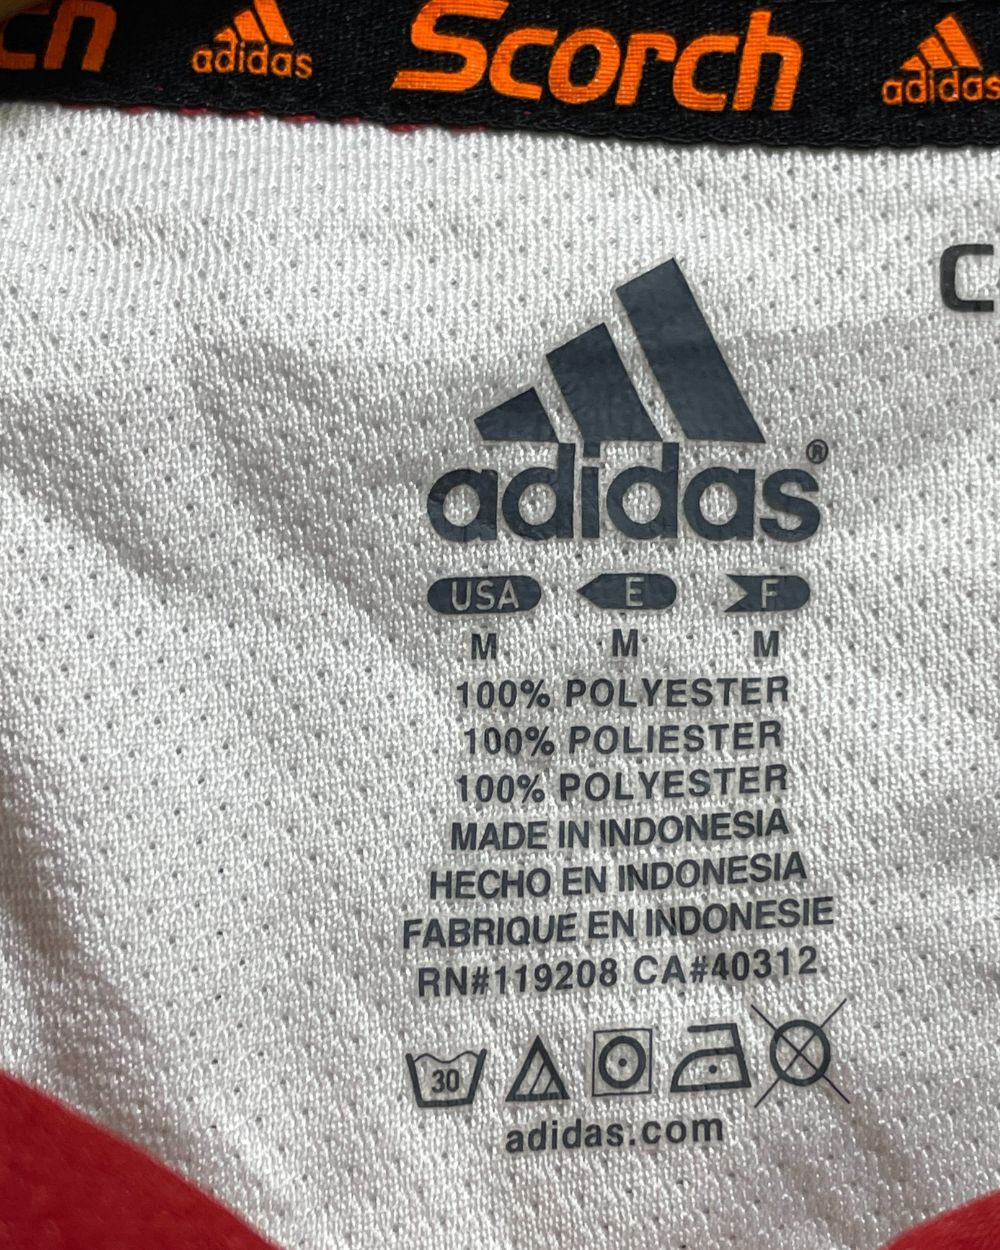 adidas Scorch adidas
adidas®
USA E F
M M M
100% POLYESTER
100% POLIESTER
100% POLYESTER
MADE IN INDONESIA
HECHO EN INDONESIA
FABRIQUE EN INDONESIE
RN#119208 CA#40312
30
adidas.com